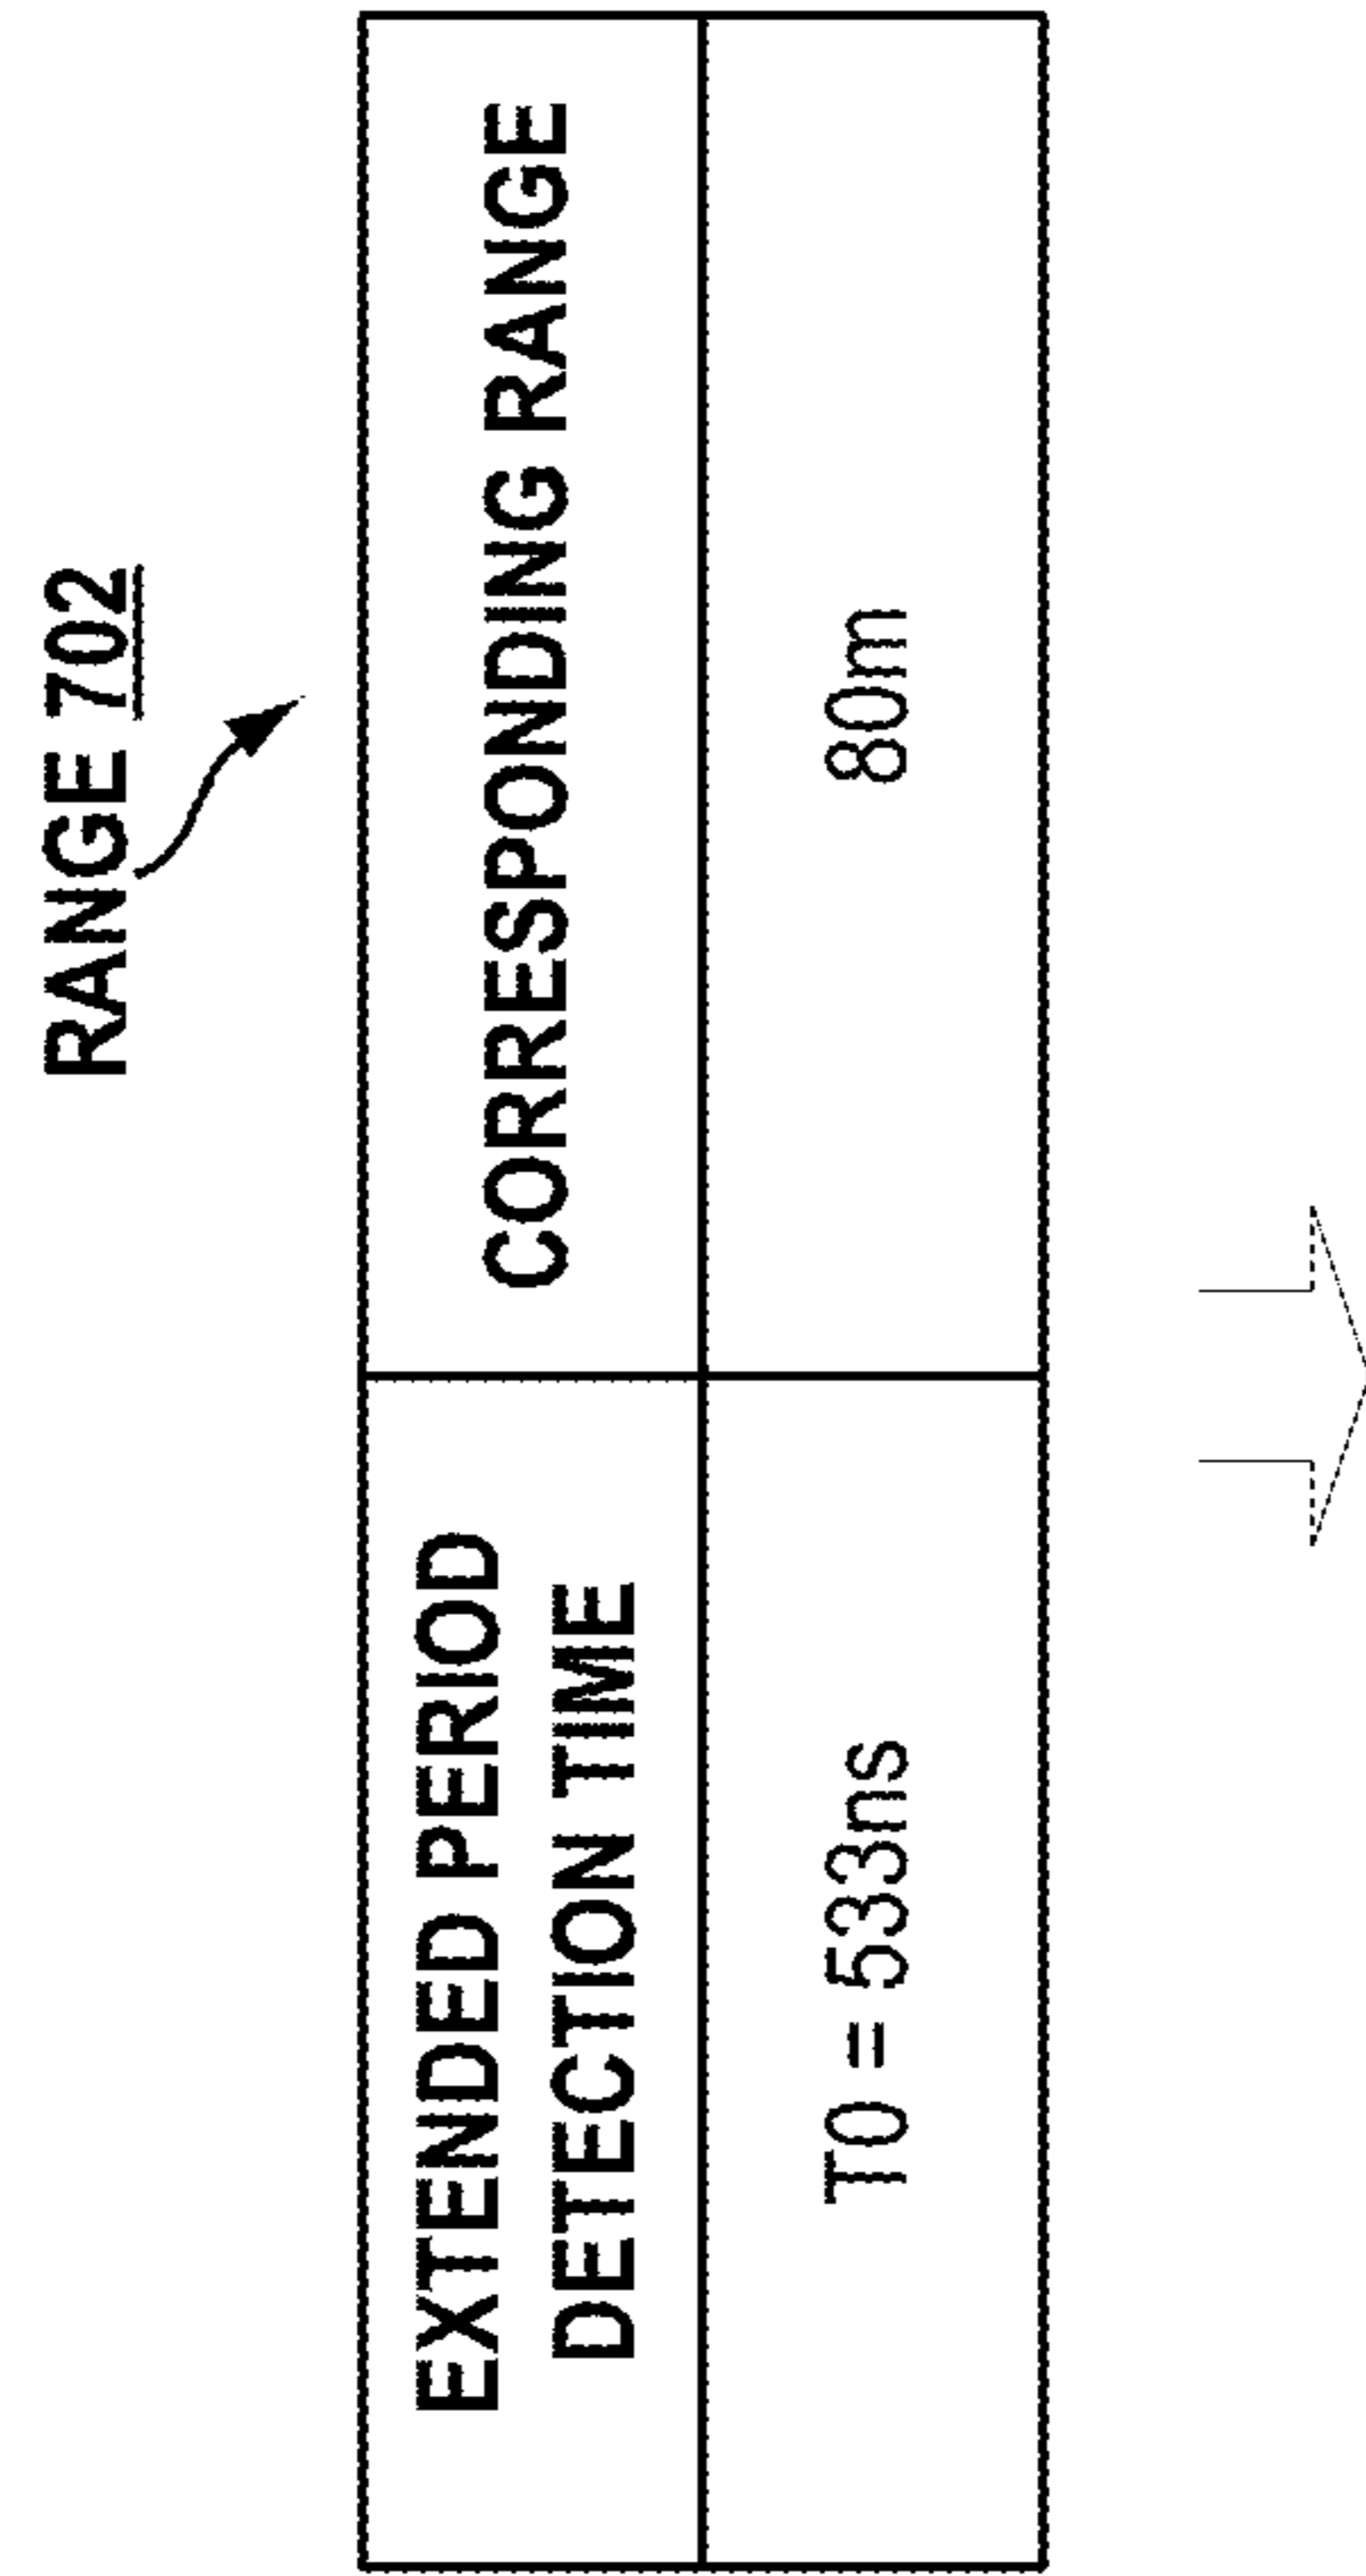 RANGE 702
EXTENDED PERIOD
DETECTION TIME
CORRESPONDING RANGE
T0 = 533ns
80m